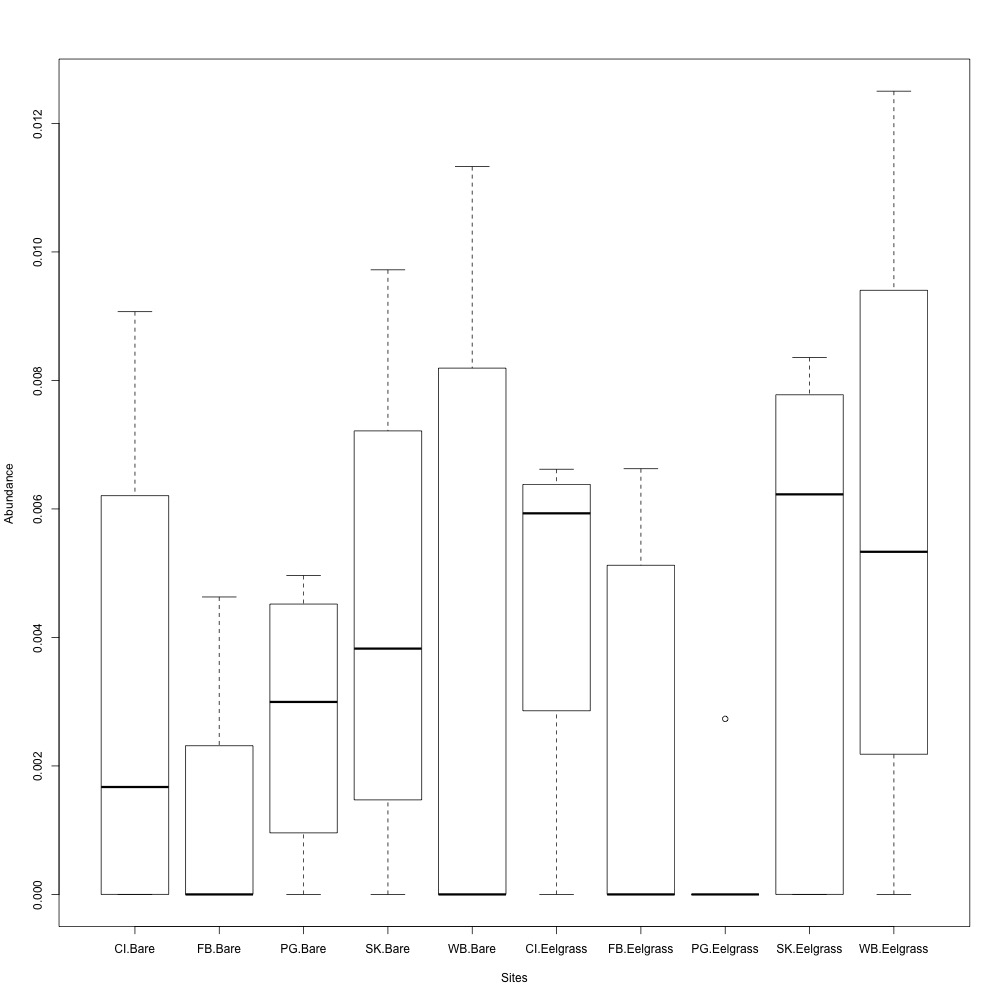 0.012
0.010
0.008
0.006
0.004
0.002
0.000
Abundance
CI.Bare FB.Bare PG.Bare SK.Bare WB.Bare CI.Eelgrass FB.Eelgrass PG.Eelgrass SK.Eelgrass WB.Eelgrass
Sites